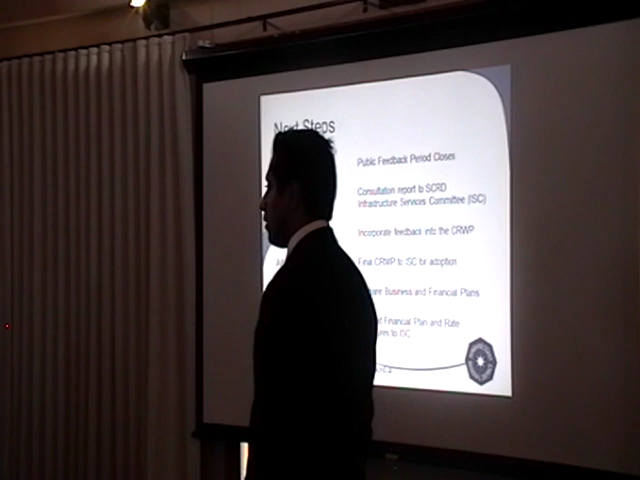 Next Steps
Public Feedback Period Closes
Consultation report to SCRD
Infrastructure Services Committee (ISC)
Incorporate feedback into the CRWP
Final CRWP to ISC for adoption
Business and Financial Plans
Financial Plan and Rate
to ISC